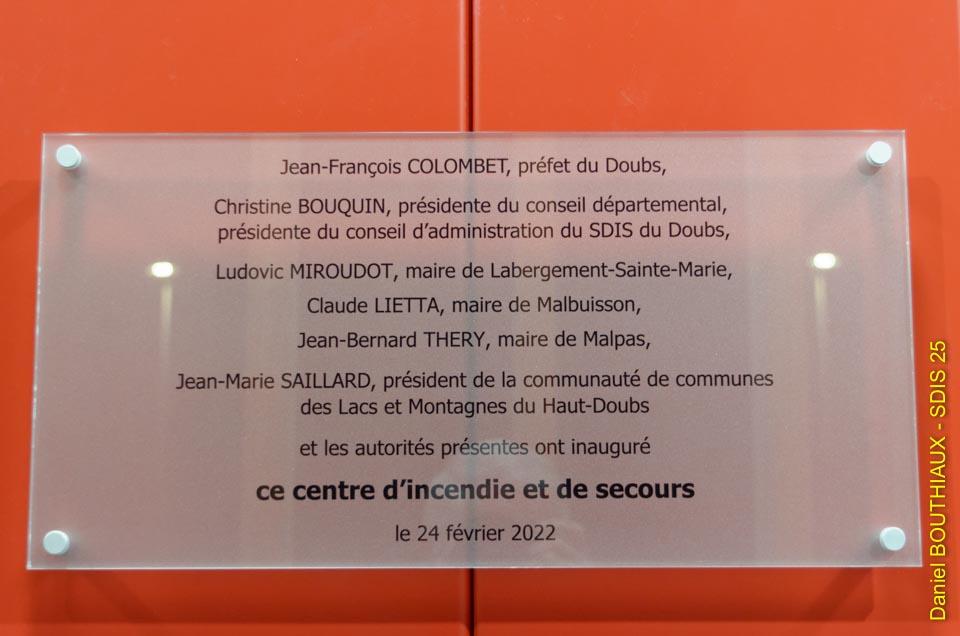 Jean-François COLOMBET, préfet du Doubs,
Christine BOUQUIN, présidente du conseil départemental,
présidente du conseil d'administration du SDIS du Doubs,
Ludovic MIROUDOT, maire de Labergement-Sainte-Marie,
Claude LIETTA, maire de Malbuisson,
Jean-Bernard THERY, maire de Malpas,
Jean-Marie SAILLARD, président de la communauté de communes
des Lacs et Montagnes du Haut-Doubs
et les autorités présentes ont inauguré
ce centre d'incendie et de secours
le 24 février 2022
Daniel BOUTHIAUX - SDIS 25